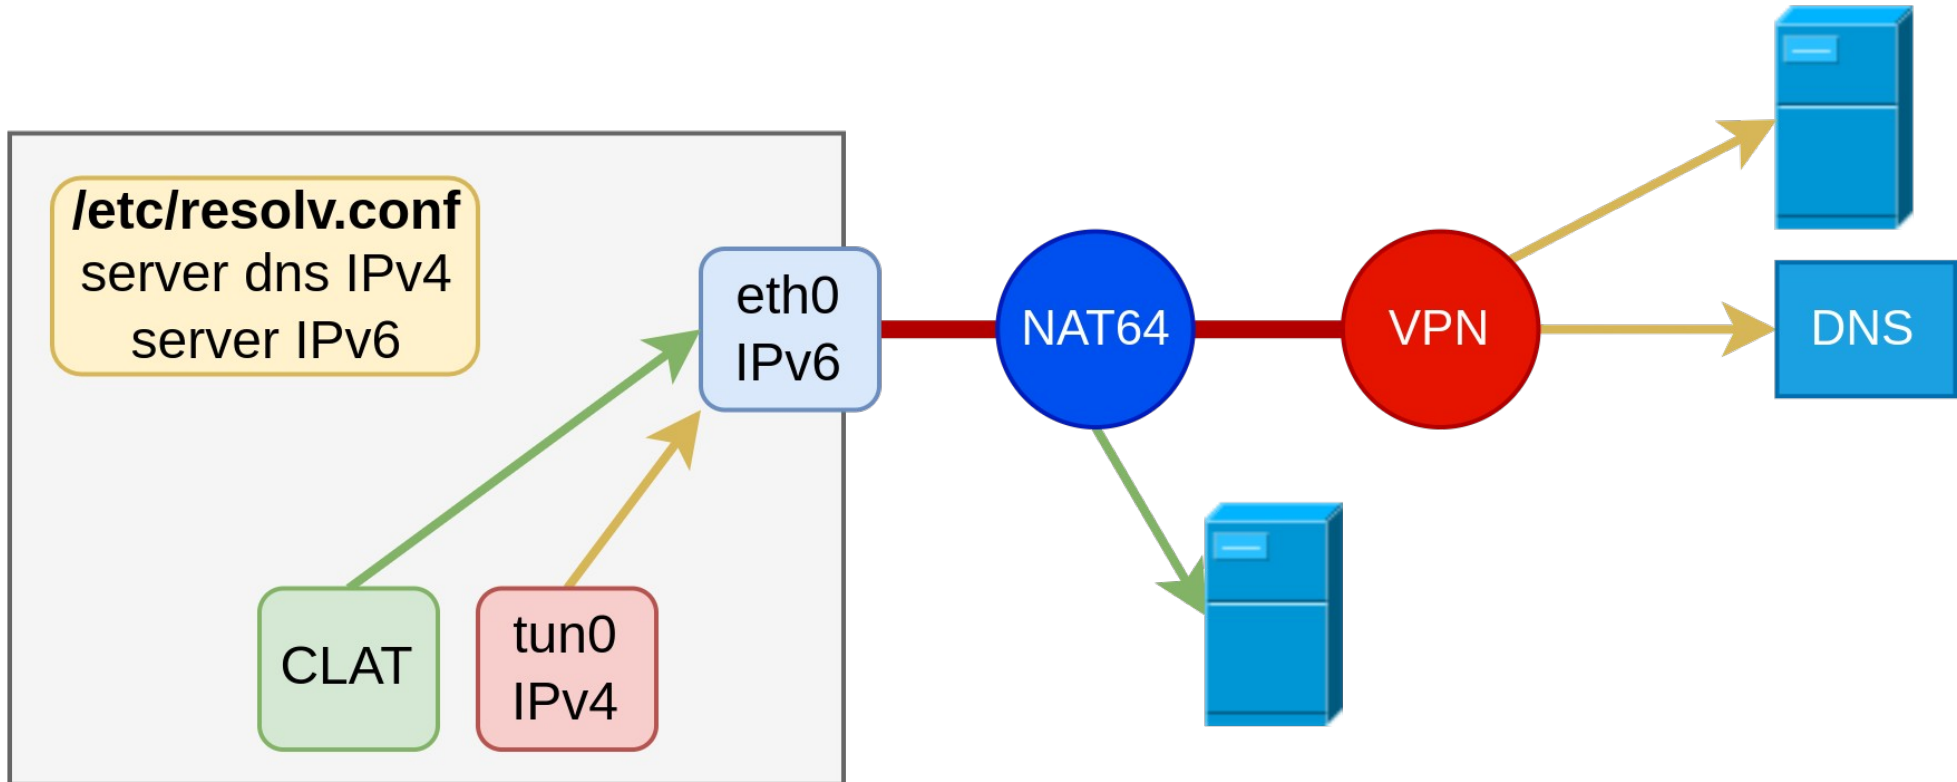 /etc/resolv.conf
server dns IPv4
server IPv6
eth0
IPv6
NAT64
VPN
DNS
CLAT
tun0
IPv4